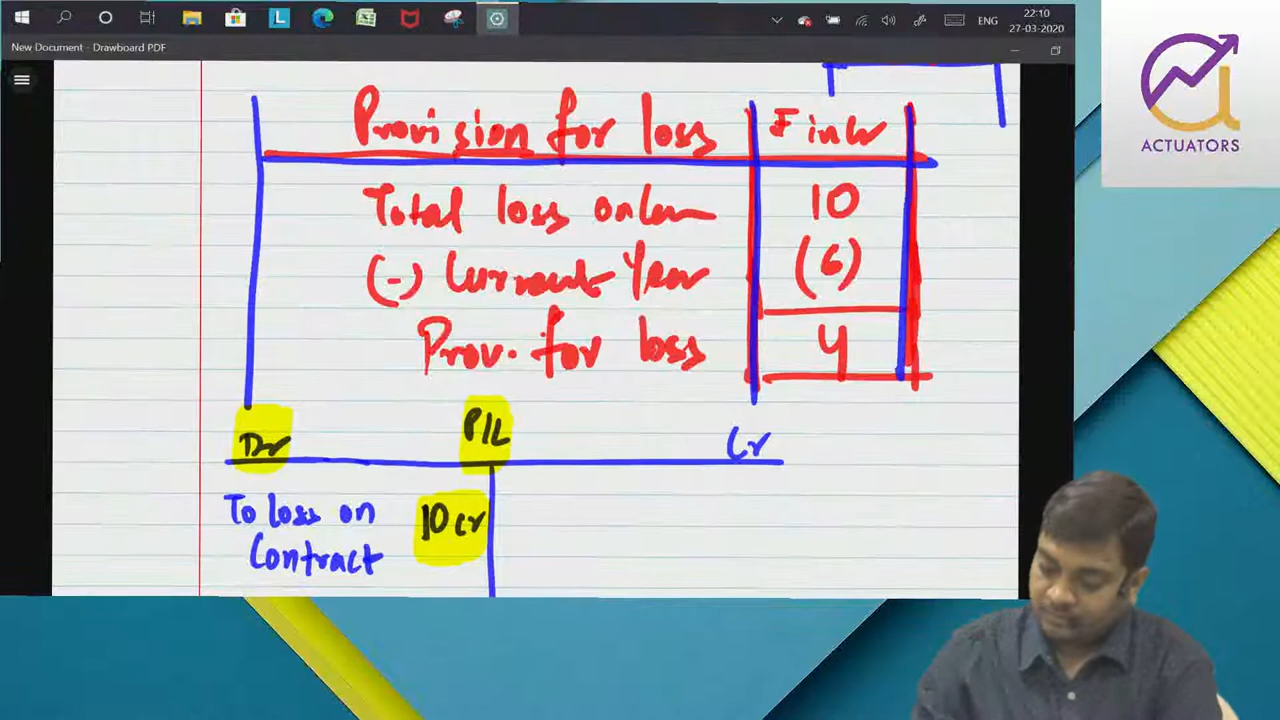 22:10
ENG
27-03-2020
New Document - Drawboard PDF
ACTUATORS
Provision for loss ₹ in Cr
Total loss on Con 10
(-) Current Year (6)
Prov. for loss 4
Dr P/L Cr
To loss on 10 Cr
Contract